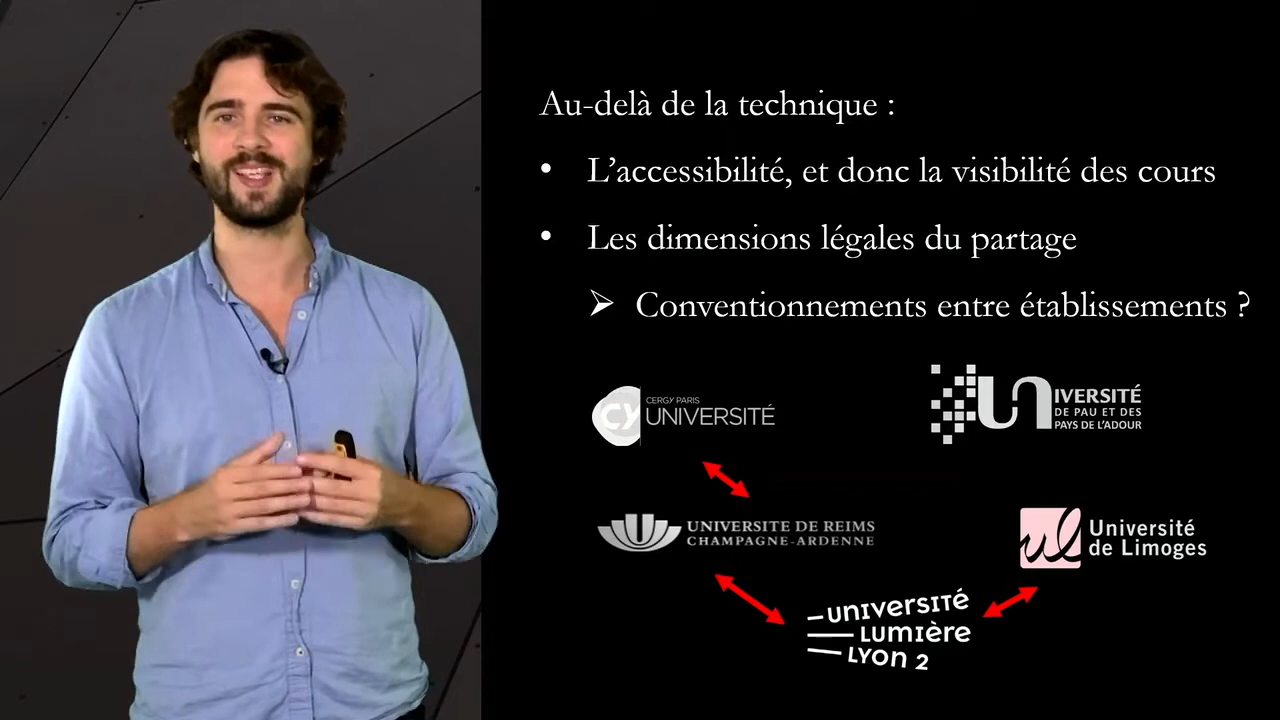 Au-delà de la technique :
• L’accessibilité, et donc la visibilité des cours
• Les dimensions légales du partage
➢ Conventionnements entre établissements ?
CY
CERGY PARIS
UNIVERSITÉ
UNIVERSITÉ
DE PAU ET DES
PAYS DE L'ADOUR
UNIVERSITE DE REIMS
CHAMPAGNE-ARDENNE
ul
Université
de Limoges
UNIVERSITÉ
LUMIÈRE
LYON 2